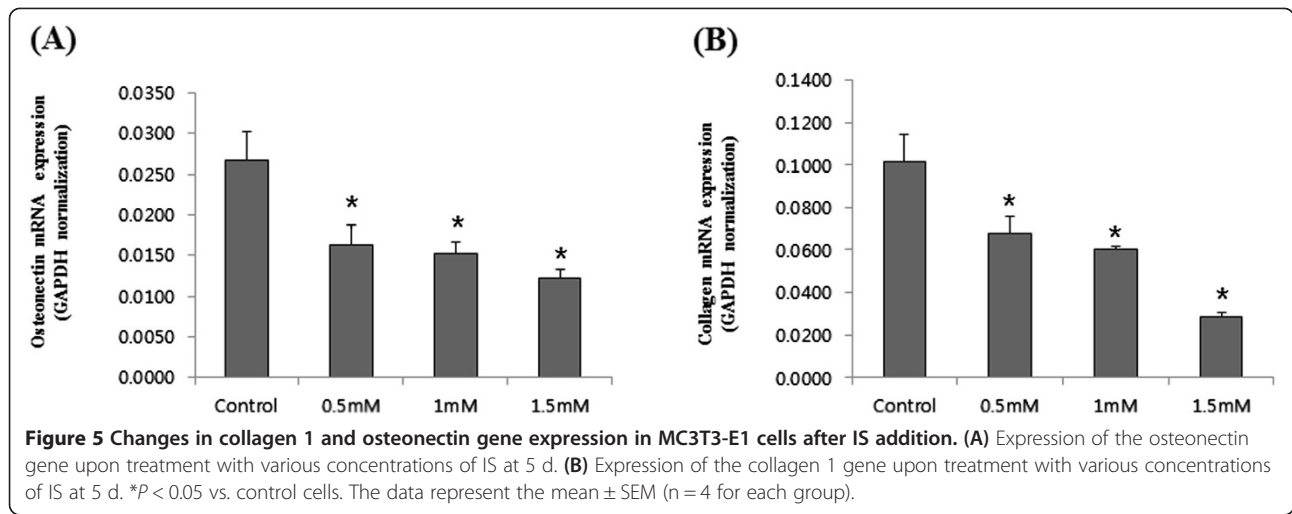 (A)
Osteonectin mRNA expression
(GAPDH normalization)
0.0350
0.0300
0.0250
0.0200
0.0150
0.0100
0.0050
0.0000
*
*
*
Control 0.5mM 1mM 1.5mM
(B)
Collagen mRNA expression
(GAPDH normalization)
0.1400
0.1200
0.1000
0.0800
0.0600
0.0400
0.0200
0.0000
*
*
*
Control 0.5mM 1mM 1.5mM
Figure 5 Changes in collagen 1 and osteonectin gene expression in MC3T3-E1 cells after IS addition. (A) Expression of the osteonectin
gene upon treatment with various concentrations of IS at 5 d. (B) Expression of the collagen 1 gene upon treatment with various concentrations
of IS at 5 d. *P < 0.05 vs. control cells. The data represent the mean ± SEM (n = 4 for each group).